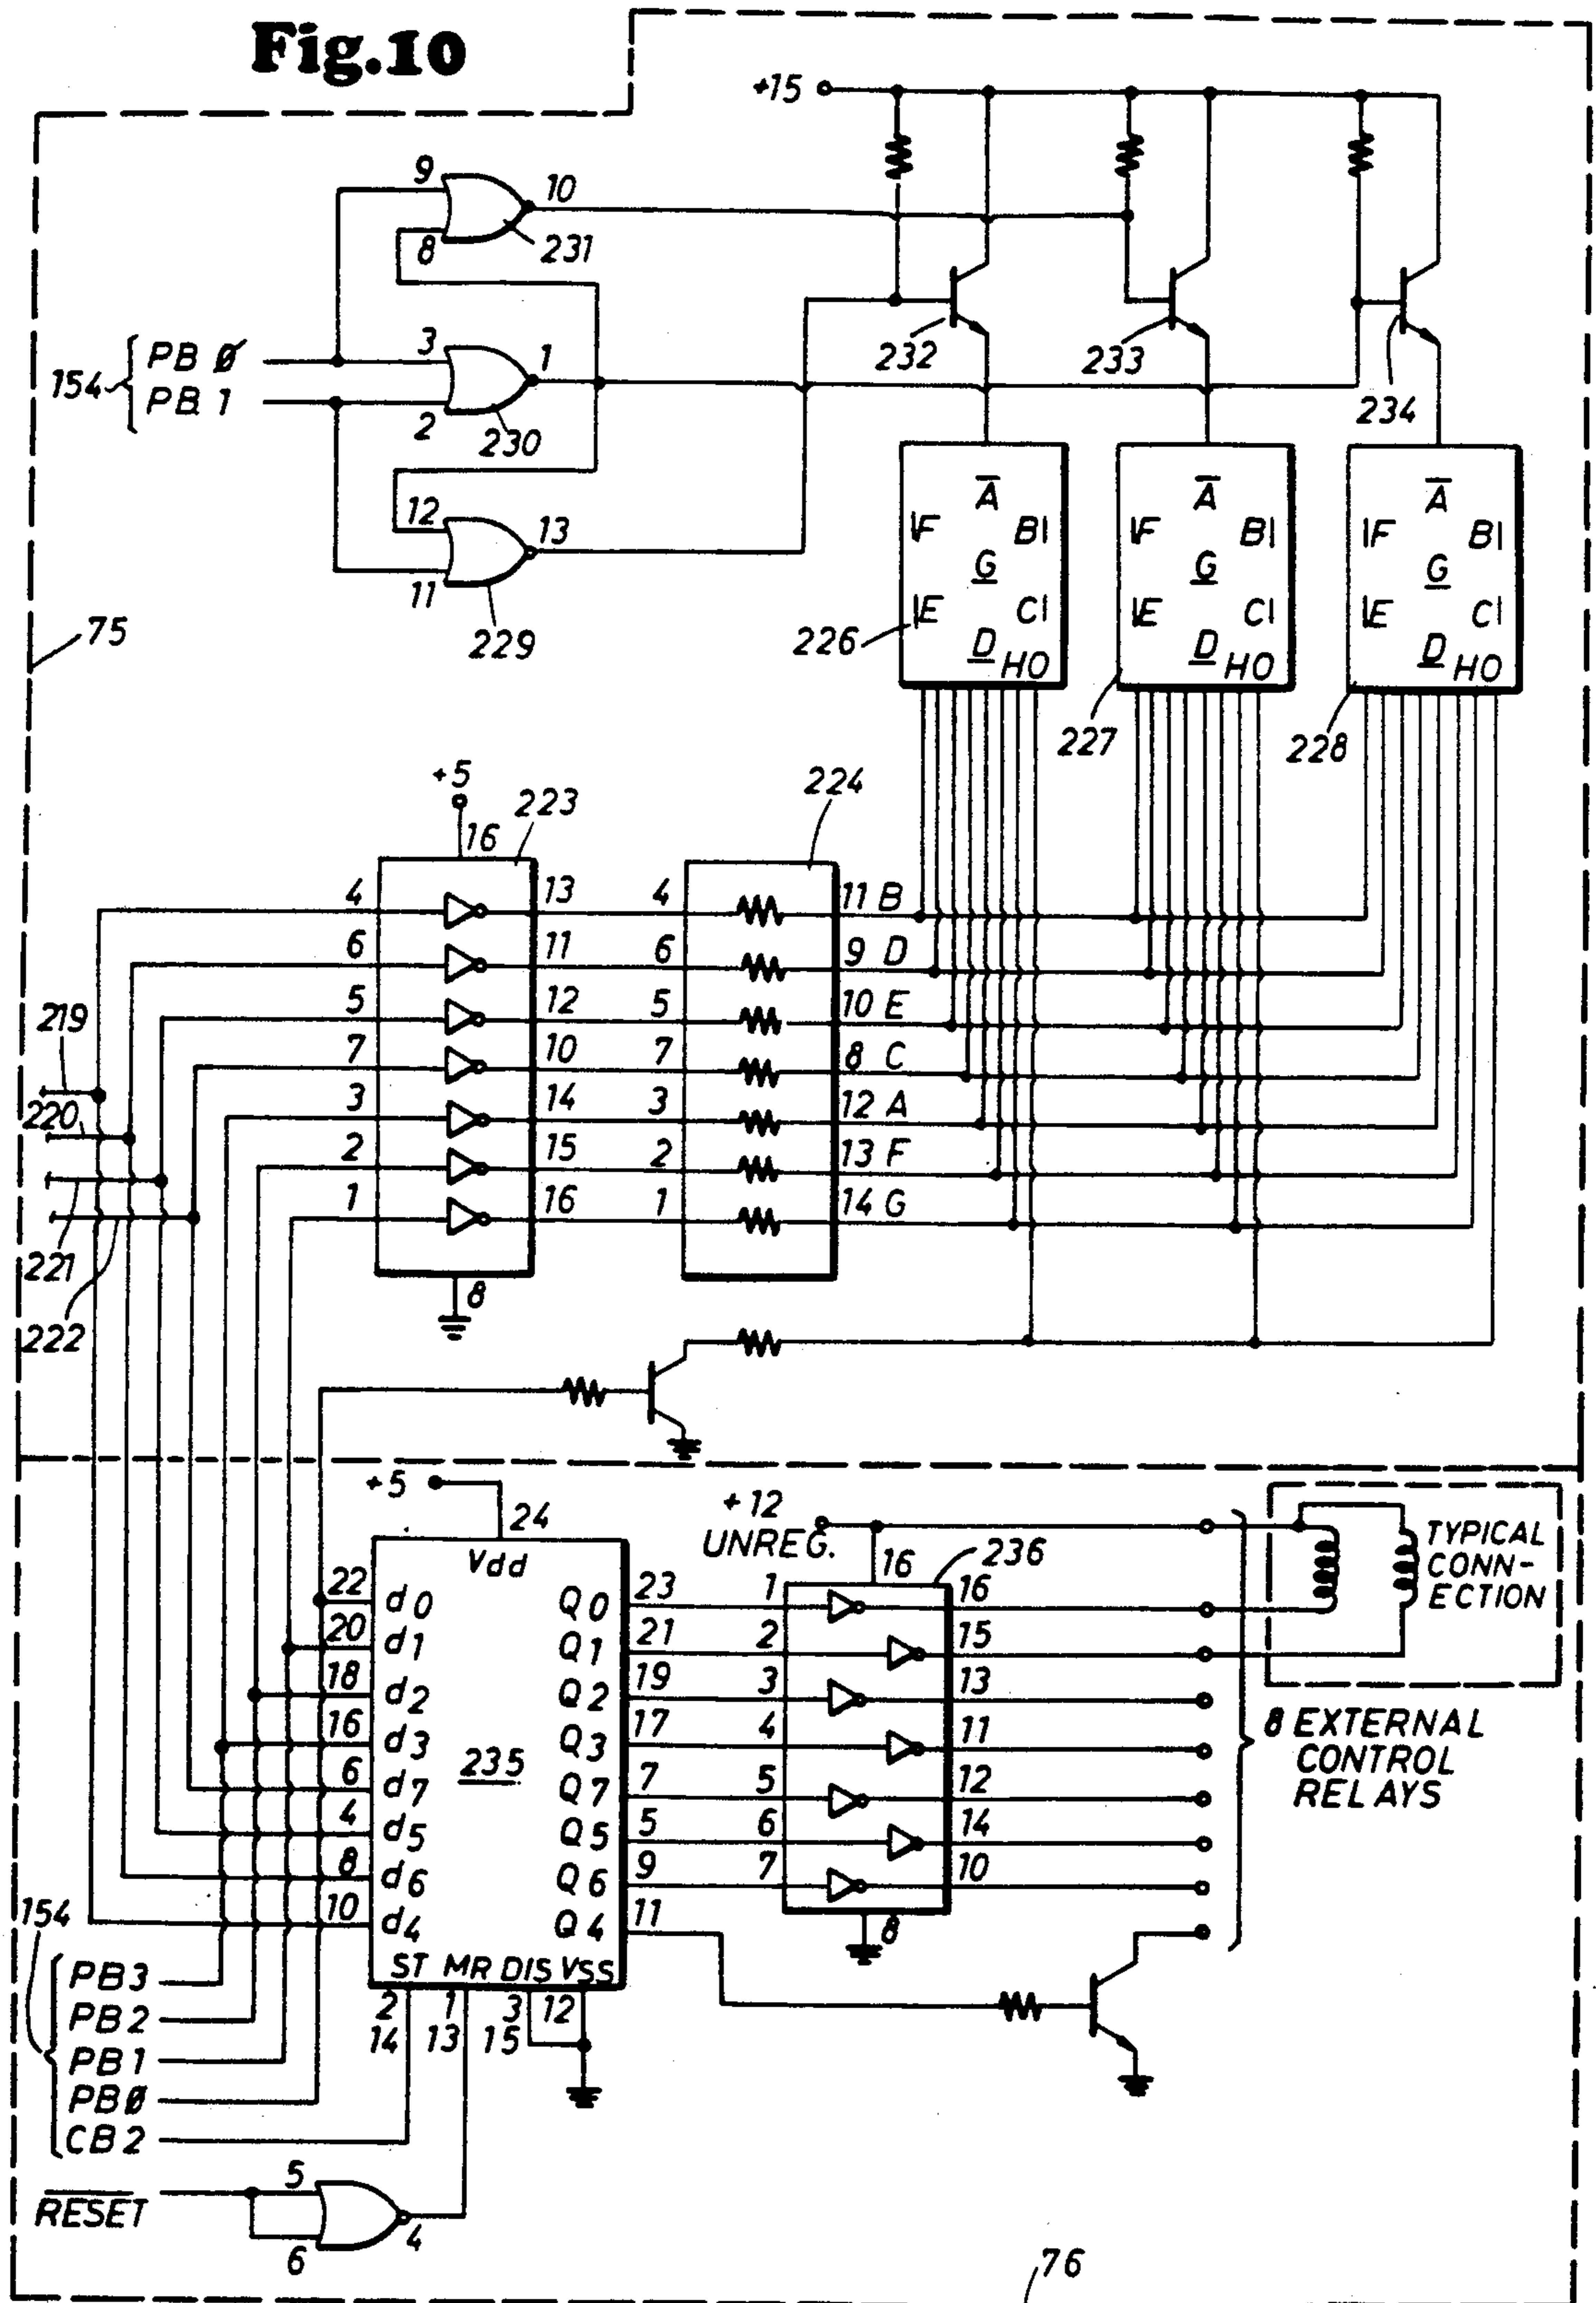 Fig.10
+15
9
10
8
231
3
1
154
PB Ø
PB 1
2
230
12
13
11
229
232
233
234
A
F
B
G
E
C
D
HO
226
A
F
B
G
E
C
D
HO
227
A
F
B
G
E
C
D
HO
228
75
+5
16
223
224
4
13
4
11 B
6
11
6
9 D
5
12
5
10 E
7
10
7
8 C
3
14
3
12 A
2
15
2
13 F
1
16
1
14 G
8
219
220
221
222
+5
24
Vdd
22
d0
Q0
23
20
d1
Q1
21
18
d2
Q2
19
16
d3
Q3
17
6
d7
Q7
7
4
d5
Q5
5
8
d6
Q6
9
10
d4
Q4
11
235
ST MR DIS VSS
2
1
3
12
14
13
15
+12
UNREG.
16
236
1
16
2
15
3
13
4
11
5
12
6
14
7
10
8
TYPICAL
CONN-
ECTION
8 EXTERNAL
CONTROL
RELAYS
154
PB3
PB2
PB1
PBØ
CB2
RESET
5
6
4
76